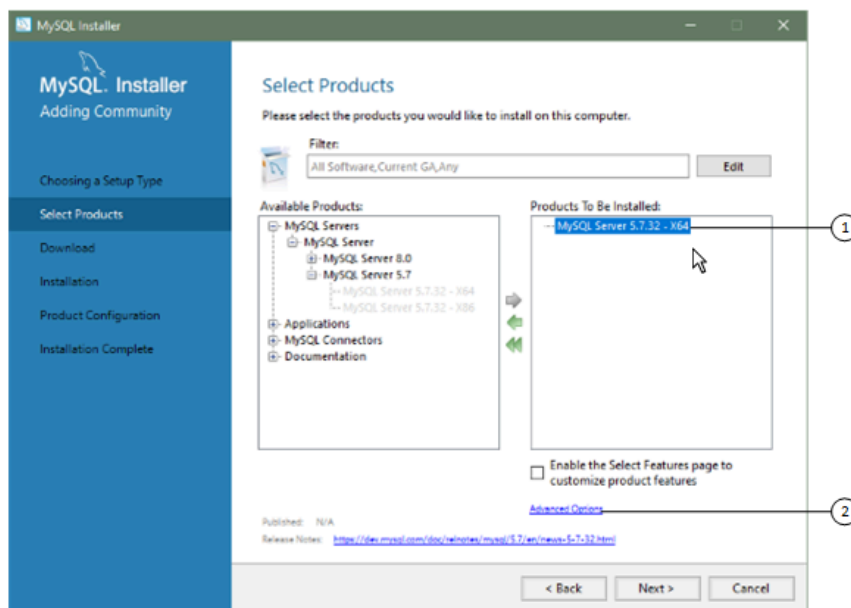 MySQL Installer
MySQL. Installer
Adding Community
Choosing a Setup Type
Select Products
Download
Installation
Product Configuration
Installation Complete
Select Products
Please select the products you would like to install on this computer.
Filter:
All Software,Current GA,Any
Edit
Available Products:
MySQL Servers
MySQL Server
MySQL Server 8.0
MySQL Server 5.7
MySQL Server 5.7.32 - X64
MySQL Server 5.7.32 - X86
Applications
MySQL Connectors
Documentation
Products To Be Installed:
MySQL Server 5.7.32 - X64
1
Enable the Select Features page to
customize product features
Advanced Options
2
Published: N/A
Release Notes: https://dev.mysql.com/doc/relnotes/mysql/5.7/en/news-5-7-32.html
< Back
Next >
Cancel